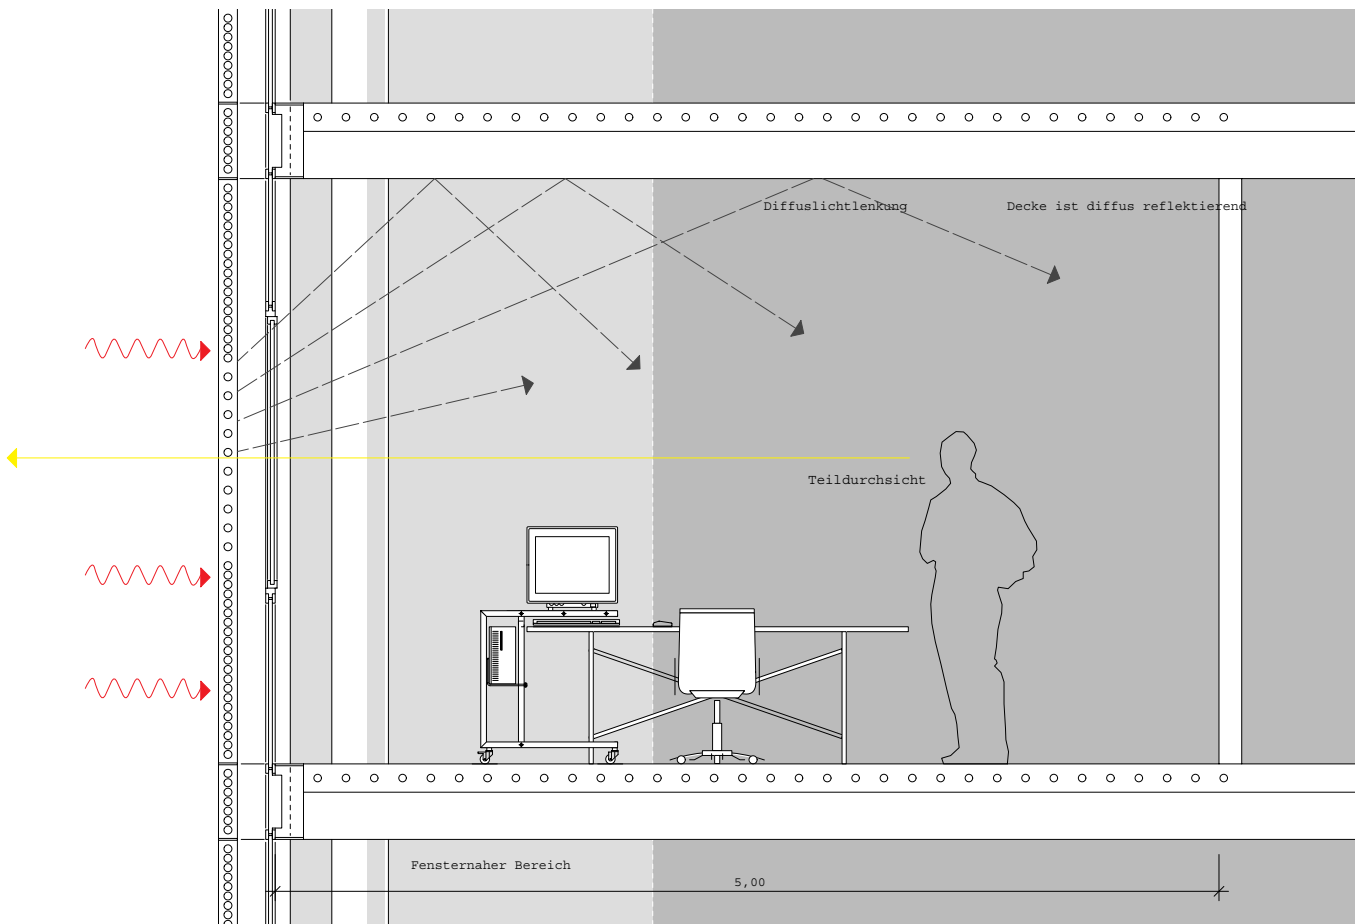 Diffuslichtlenkung
Decke ist diffus reflektierend
Teildurchsicht
Fensternaher Bereich
5,00